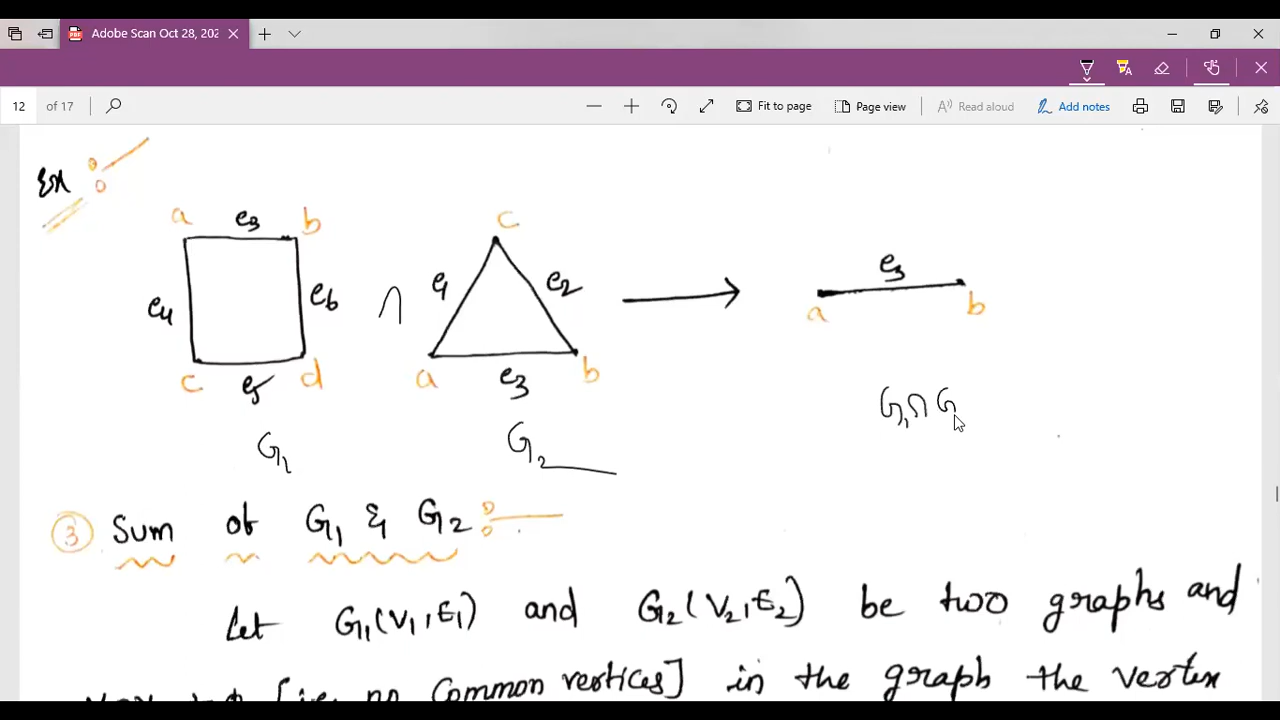 Adobe Scan Oct 28, 202
12 of 17 Fit to page Page view Read aloud Add notes
Ex :
a e3 b c
e4 e6 ∩ e1 e2 e3
a b
c e5 d a e3 b
G1 G2 G1 ∩ G
3 Sum of G1 & G2 :
Let G1(V1,E1) and G2(V2,E2) be two graphs and
no common vertices] in the graph the vertex